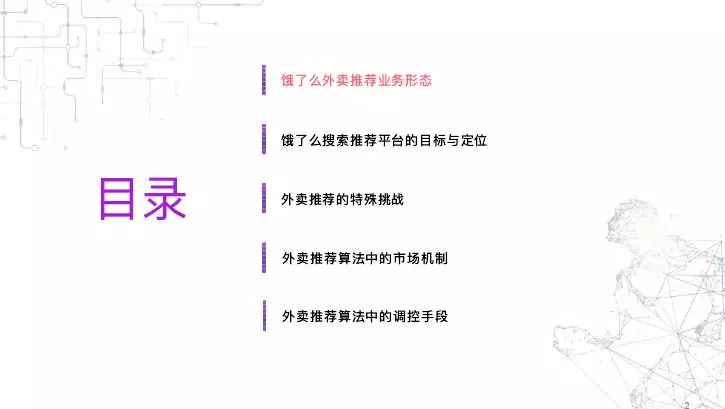 目录
饿了么外卖推荐业务形态
饿了么搜索推荐平台的目标与定位
外卖推荐的特殊挑战
外卖推荐算法中的市场机制
外卖推荐算法中的调控手段
2